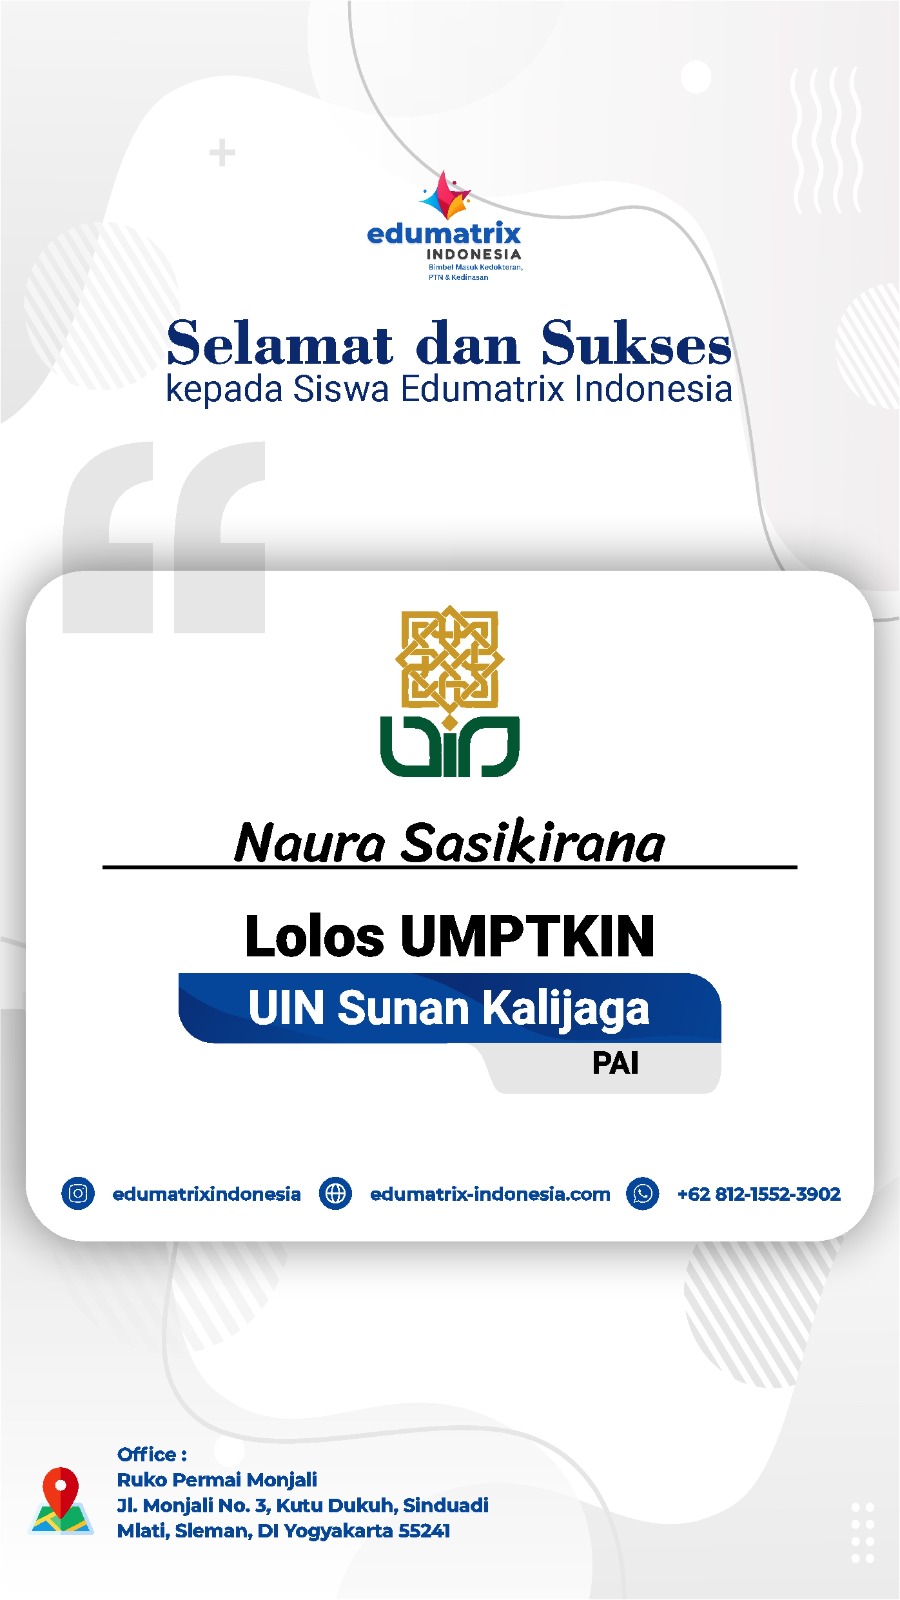 edumatrix
INDONESIA
Bimbel Masuk Kedokteran,
PTN & Kedinasan
Selamat dan Sukses
kepada Siswa Edumatrix Indonesia
uin
Naura Sasikirana
Lolos UMPTKIN
UIN Sunan Kalijaga
PAI
edumatrixindonesia
edumatrix-indonesia.com
+62 812-1552-3902
Office :
Ruko Permai Monjali
Jl. Monjali No. 3, Kutu Dukuh, Sinduadi
Mlati, Sleman, DI Yogyakarta 55241